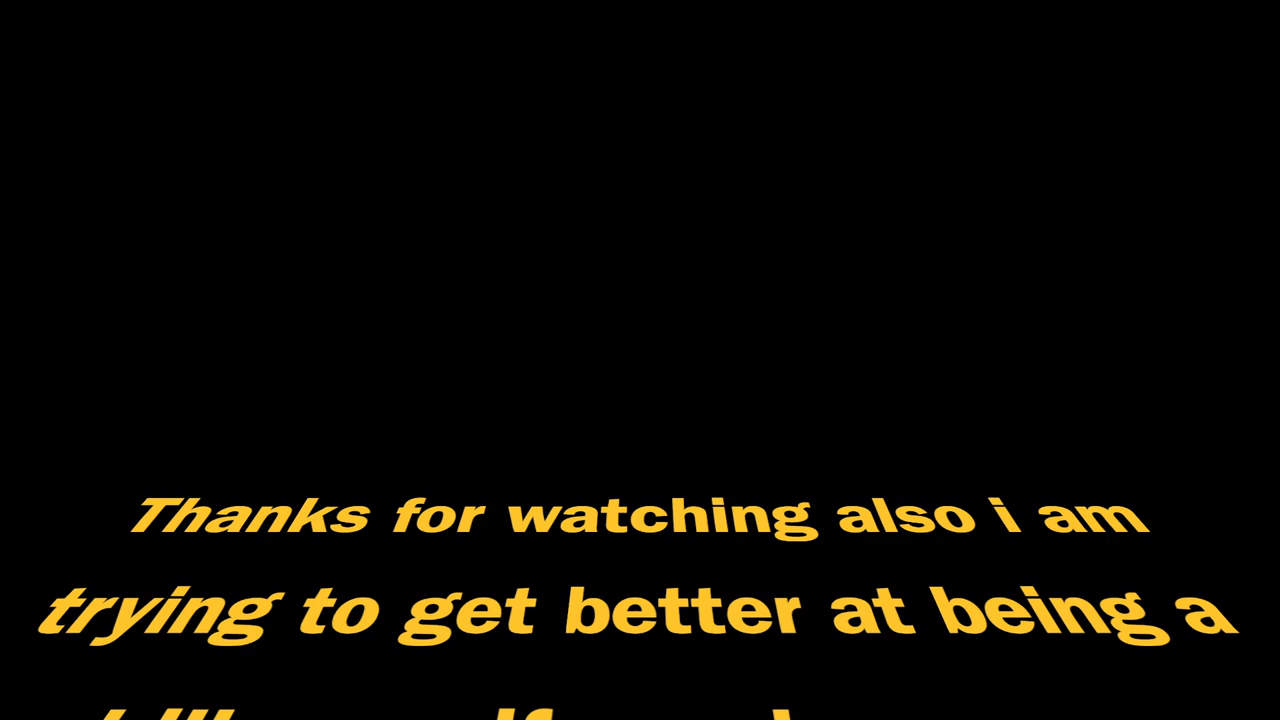 Thanks for watching also i am
trying to get better at being a